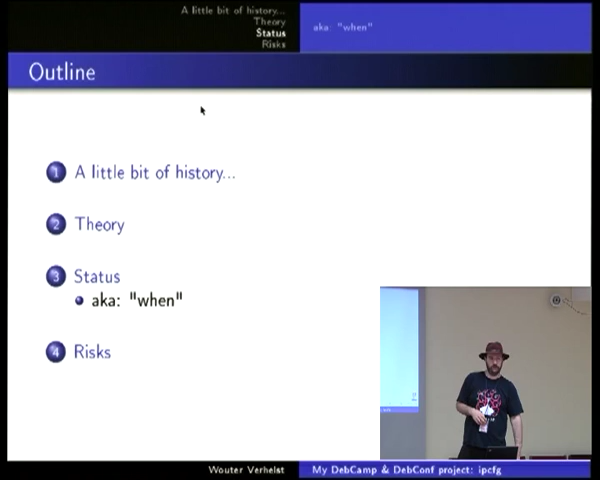 A little bit of history...
Theory
Status
Risks
aka: "when"
Outline
1 A little bit of history...
2 Theory
3 Status
aka: "when"
4 Risks
Wouter Verhelst
My DebCamp & DebConf project: ipcfg